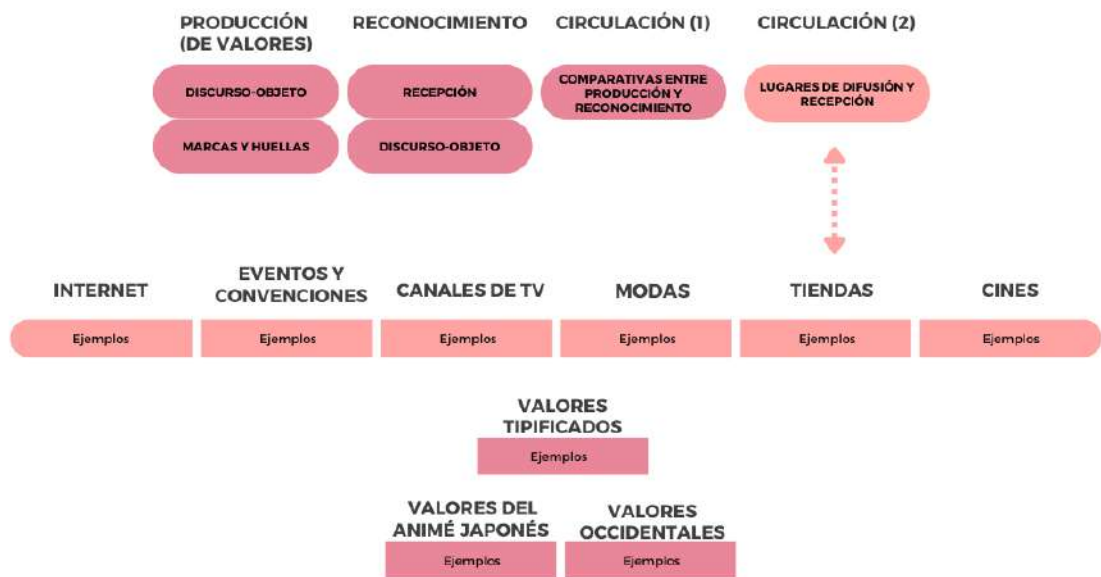 PRODUCCIÓN
(DE VALORES)
RECONOCIMIENTO
CIRCULACIÓN (1)
CIRCULACIÓN (2)
DISCURSO-OBJETO
RECEPCIÓN
COMPARATIVAS ENTRE
PRODUCCIÓN Y
RECONOCIMIENTO
LUGARES DE DIFUSIÓN Y
RECEPCIÓN
MARCAS Y HUELLAS
DISCURSO-OBJETO
INTERNET
EVENTOS Y
CONVENCIONES
CANALES DE TV
MODAS
TIENDAS
CINES
Ejemplos
Ejemplos
Ejemplos
Ejemplos
Ejemplos
Ejemplos
VALORES
TIPIFICADOS
Ejemplos
VALORES DEL
ANIMÉ JAPONÉS
VALORES
OCCIDENTALES
Ejemplos
Ejemplos